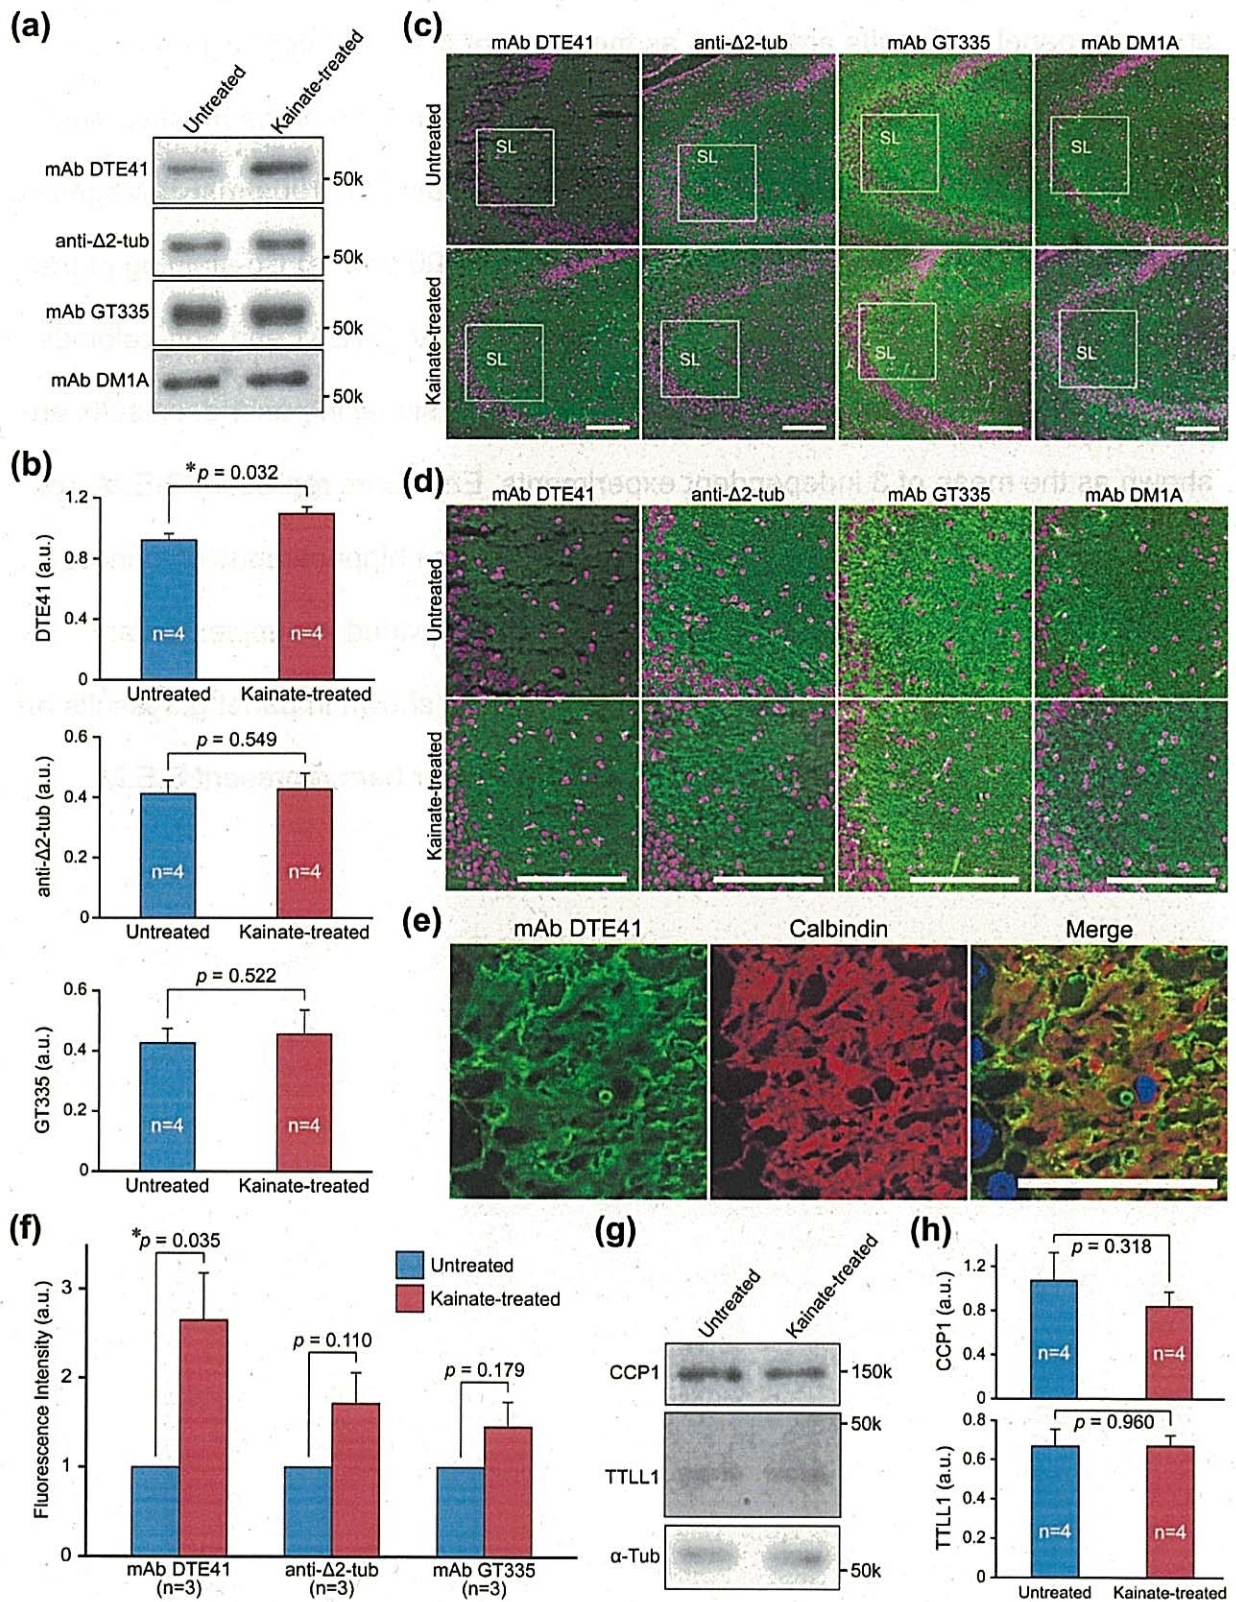 (a)
Untreated
Kainate-treated
mAb DTE41
50k
anti-Δ2-tub
50k
mAb GT335
50k
mAb DM1A
50k
(b)
*p = 0.032
1.2
0.8
0.4
0
DTE41 (a.u.)
n=4
n=4
Untreated
Kainate-treated
p = 0.549
0.6
0.4
0.2
0
anti-Δ2-tub (a.u.)
n=4
n=4
Untreated
Kainate-treated
p = 0.522
0.6
0.4
0.2
0
GT335 (a.u.)
n=4
n=4
Untreated
Kainate-treated
(c)
mAb DTE41 anti-Δ2-tub mAb GT335 mAb DM1A
Untreated
SL SL SL SL
Kainate-treated
SL SL SL SL
shown as the mean of 3 independent experiments.
(d)
mAb DTE41 anti-Δ2-tub mAb GT335 mAb DM1A
Untreated
Kainate-treated
(e)
mAb DTE41 Calbindin Merge
(f)
*p = 0.035
p = 0.110
p = 0.179
Untreated
Kainate-treated
3
2
1
0
Fluorescence Intensity (a.u.)
mAb DTE41 anti-Δ2-tub mAb GT335
(n=3) (n=3) (n=3)
(g)
Untreated
Kainate-treated
CCP1
150k
50k
TTLL1
α-Tub
50k
(h)
p = 0.318
1.2
0.8
0.4
0
CCP1 (a.u.)
n=4
n=4
p = 0.960
0.8
0.6
0.4
0.2
0
TTLL1 (a.u.)
n=4
n=4
Untreated
Kainate-treated